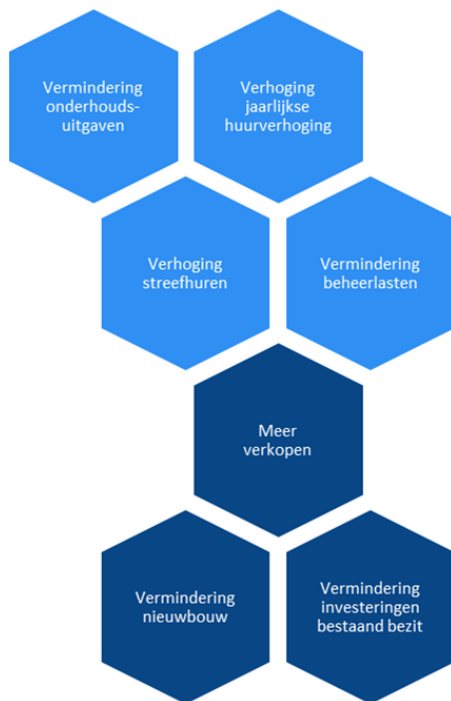 Vermindering
onderhouds-
uitgaven
Verhoging
jaarlijkse
huurverhoging
Verhoging
streefhuren
Vermindering
beheerlasten
Meer
verkopen
Vermindering
nieuwbouw
Vermindering
investeringen
bestaand bezit